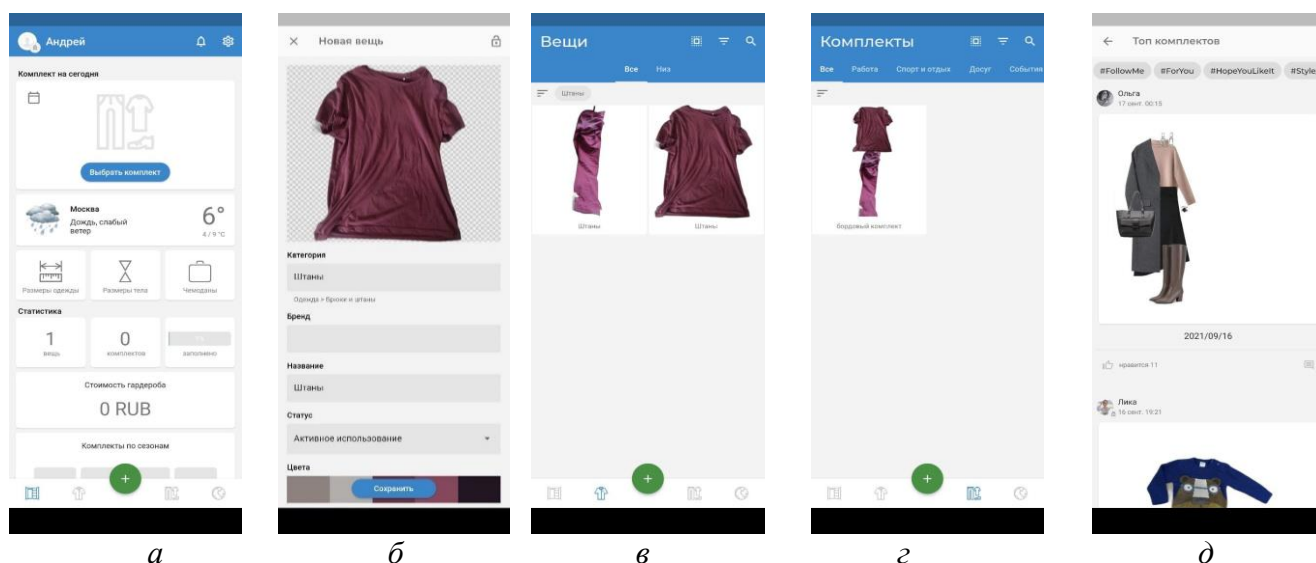 Андрей
Комплект на сегодня
Выбрать комплект
Москва
Дождь, слабый
ветер
6°
4 / 9 °C
Размеры одежды
Размеры тела
Чемоданы
Статистика
1
вещь
0
комплектов
заполнено
Стоимость гардероба
0 RUB
Комплекты по сезонам
+
а
Новая вещь
Категория
Штаны
Одежда > Брюки и штаны
Бренд
Название
Штаны
Статус
Активное использование
Цвета
Сохранить
б
Вещи
Все Низ
Штаны
Штаны Штаны
+
в
Комплекты
Все Работа Спорт и отдых Досуг События
бордовый комплект
+
г
Топ комплектов
#FollowMe #ForYou #HopeYouLikeIt #Style
Ольга
17 сент. 00:15
2021/09/16
нравится 11
Лика
16 сент. 19:21
д